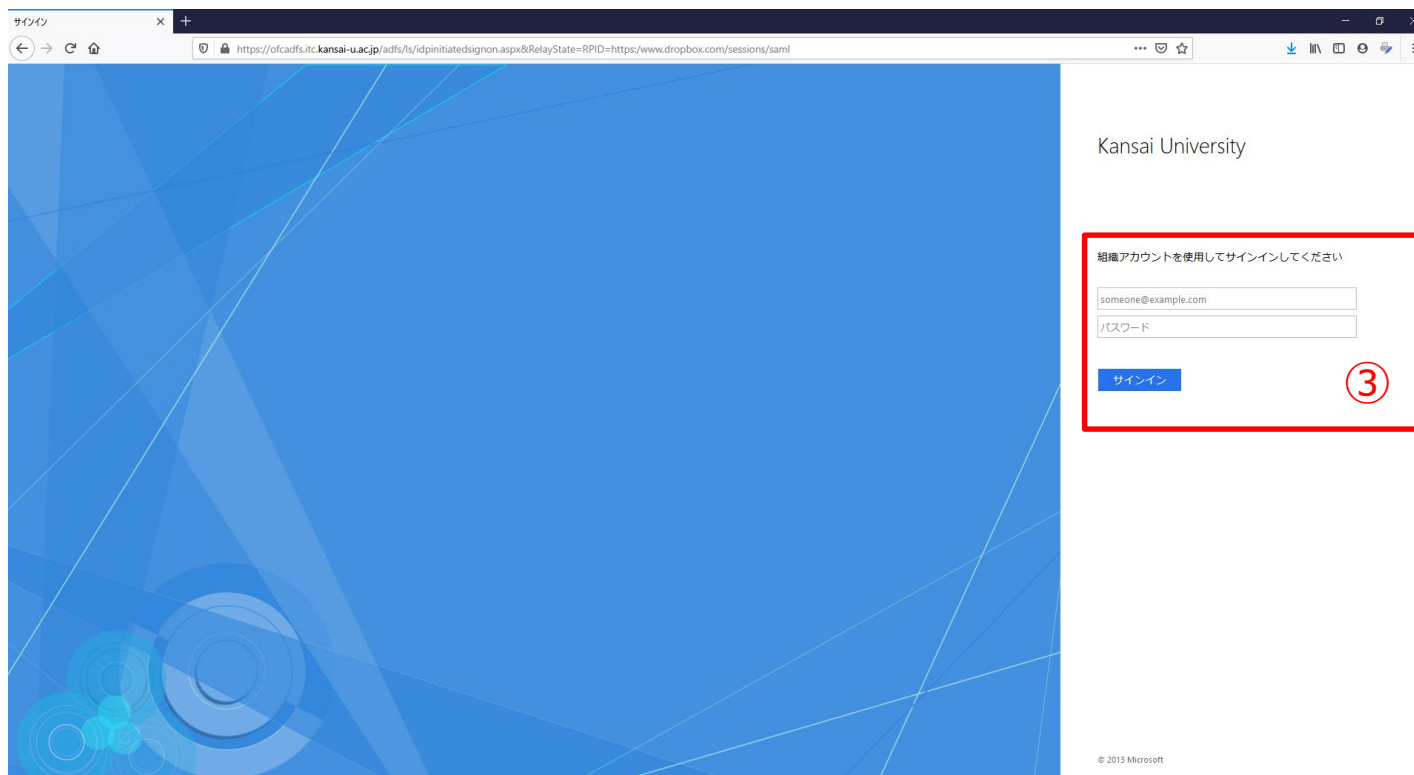 サインイン
https://ofcadfs.itc.kansai-u.ac.jp/adfs/ls/idpinitiatedsignon.aspx&RelayState=RPID=https:/www.dropbox.com/sessions/saml
Kansai University
組織アカウントを使用してサインインしてください
someone@example.com
パスワード
サインイン
③
© 2013 Microsoft